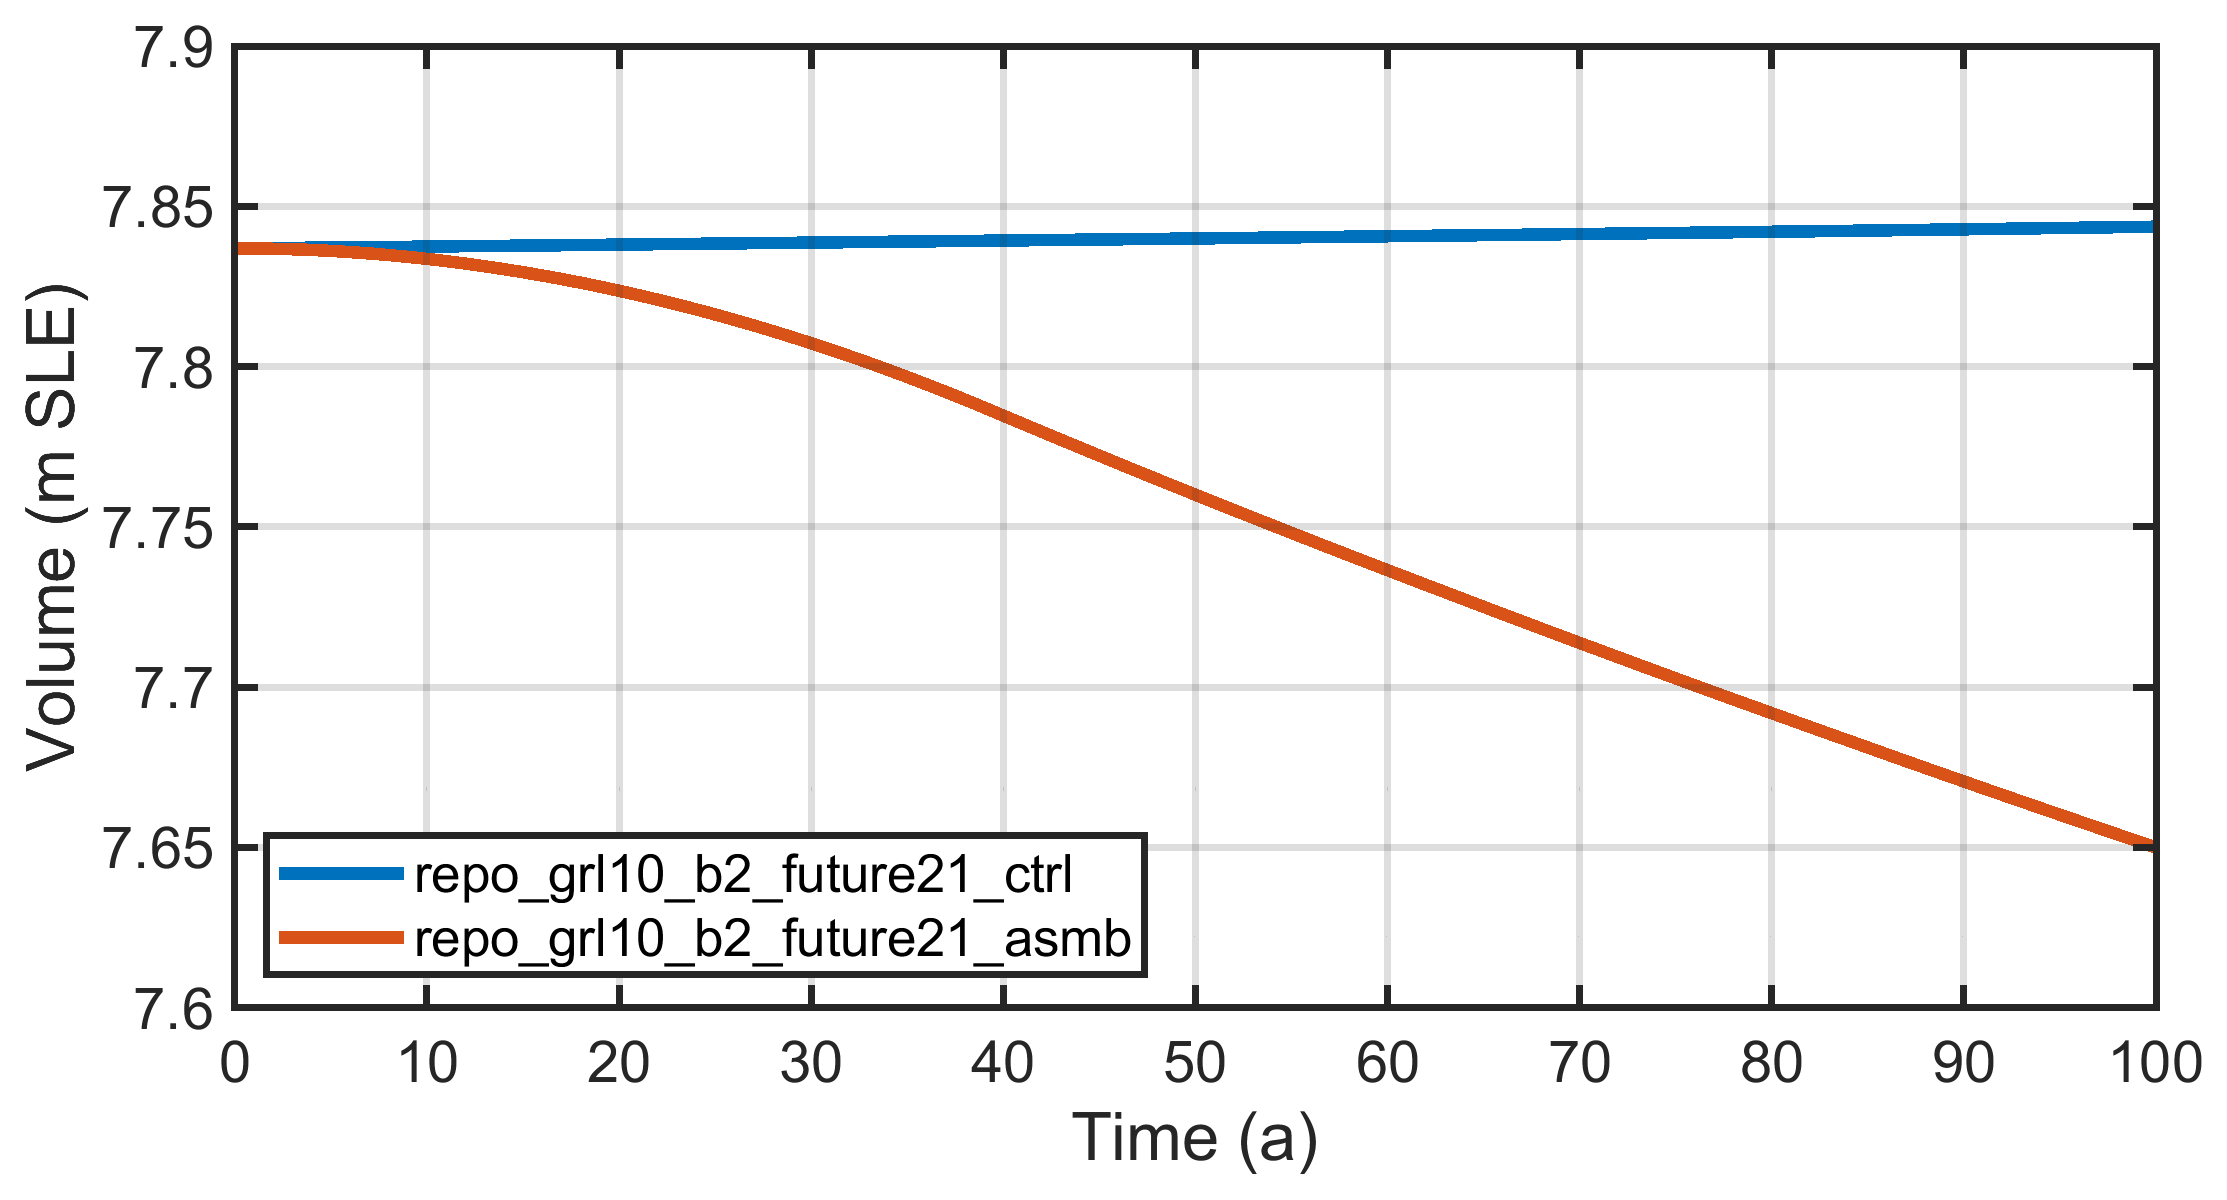 7.9
7.85
7.8
7.75
7.7
7.65
7.6
Volume (m SLE)
repo_grl10_b2_future21_ctrl
repo_grl10_b2_future21_asmb
0 10 20 30 40 50 60 70 80 90 100
Time (a)